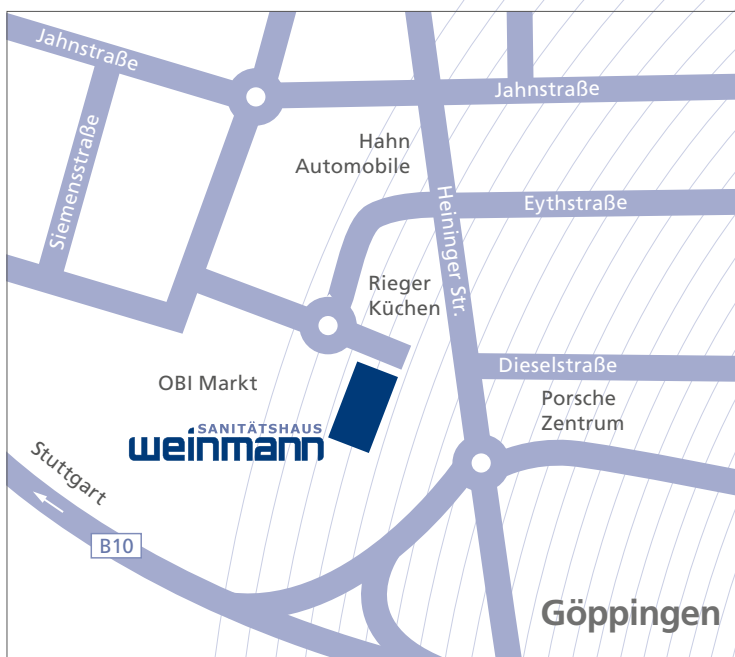 Jahnstraße
Jahnstraße
Siemensstraße
Hahn
Automobile
Heininger Str.
Eythstraße
Rieger
Küchen
Dieselstraße
OBI Markt
Porsche
Zentrum
SANITÄTSHAUS
weinmann
Stuttgart
B10
Göppingen